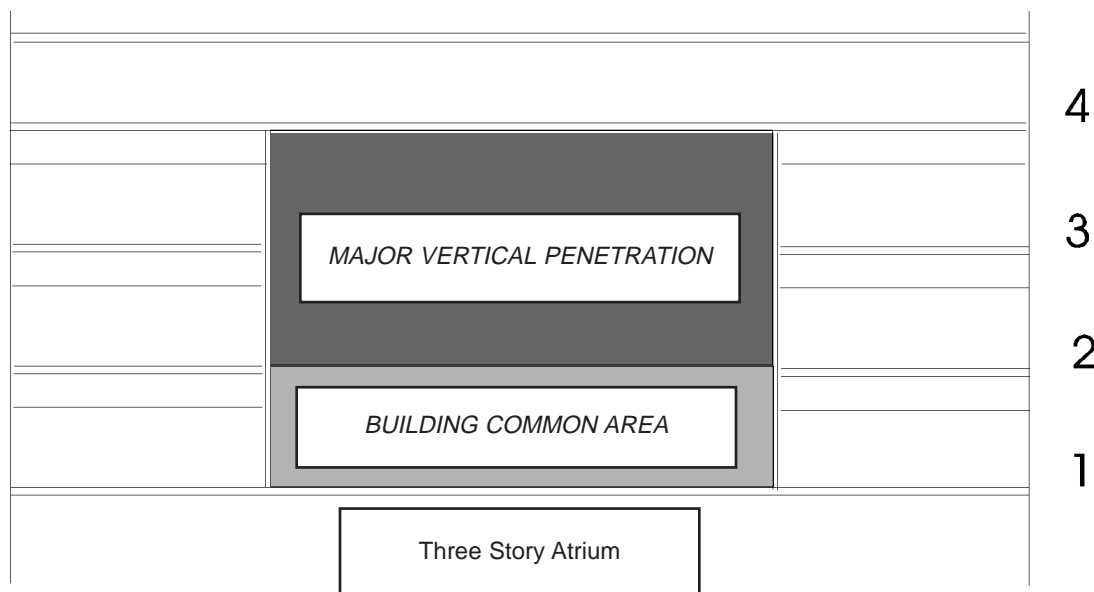 4
3
MAJOR VERTICAL PENETRATION
2
BUILDING COMMON AREA
1
Three Story Atrium